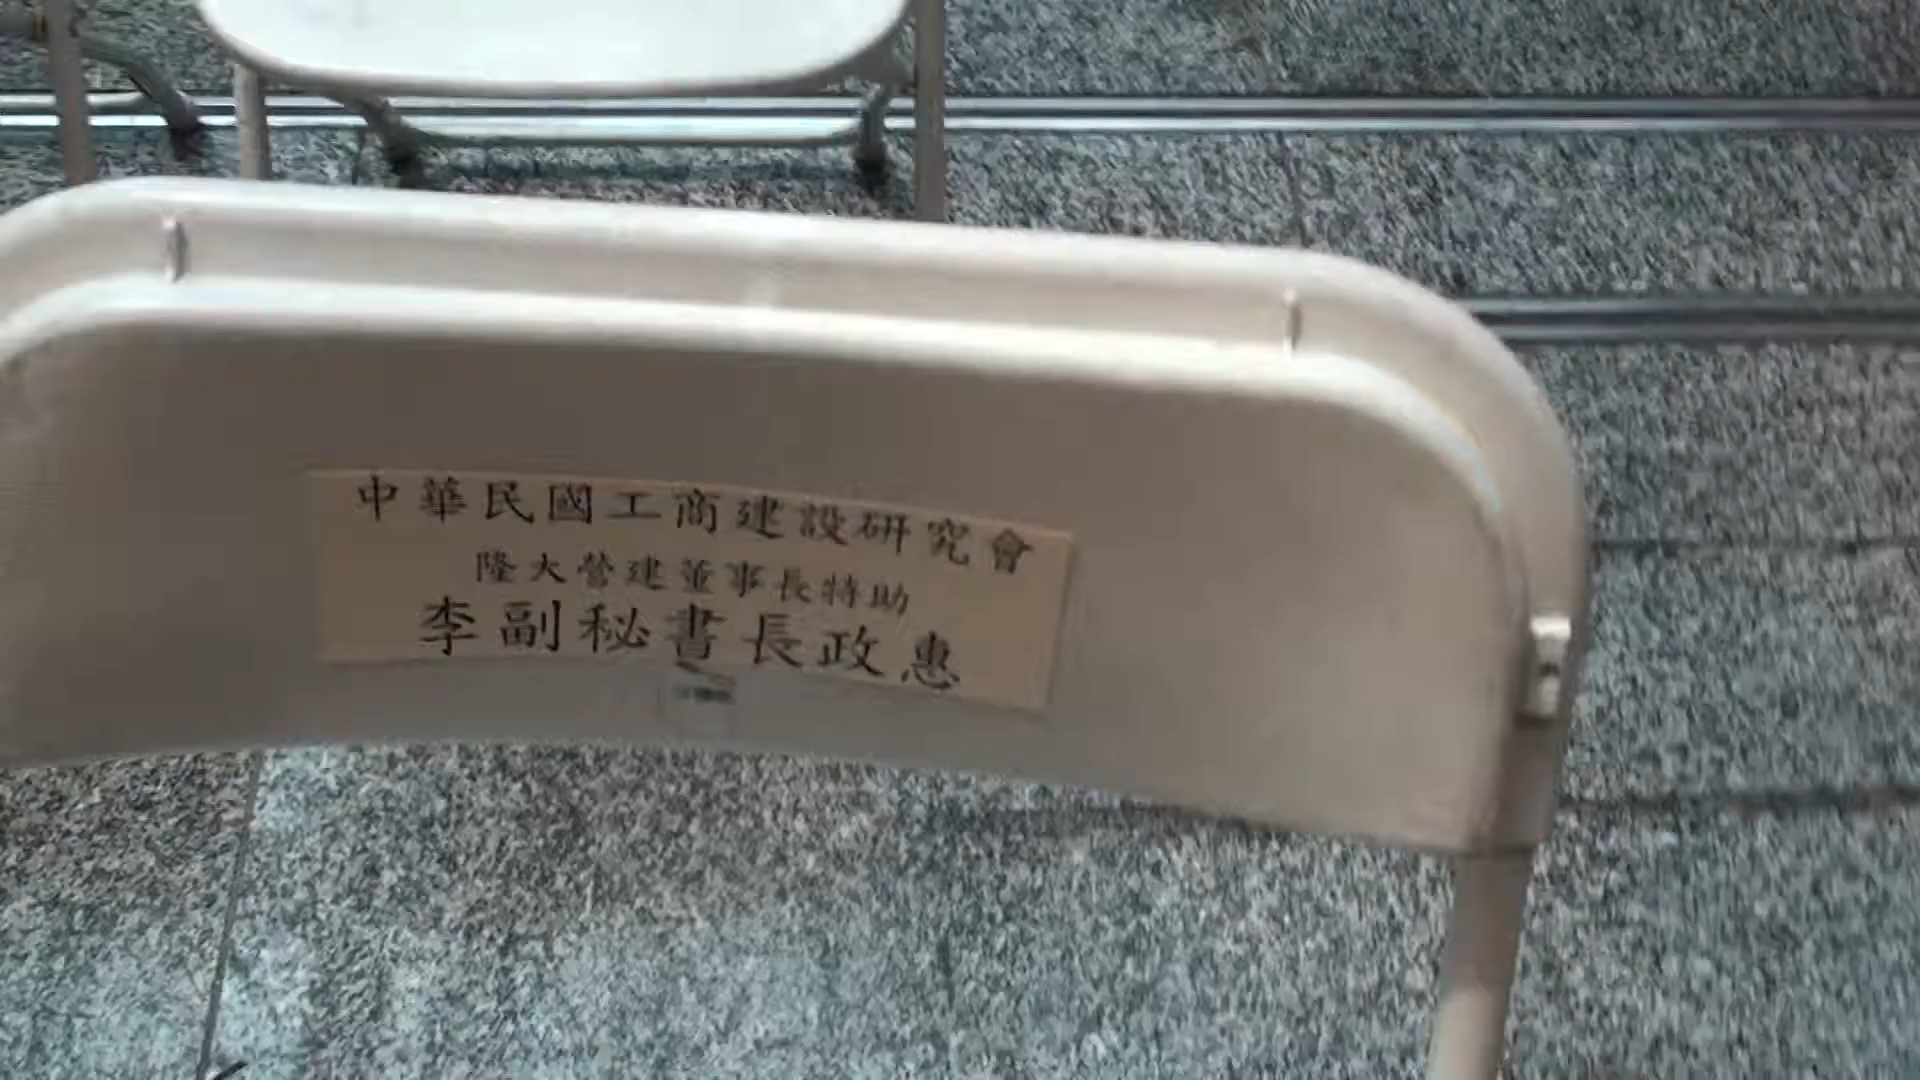 中華民國工商建設研究會
隆大營建董事長特助
李副秘書長政惠